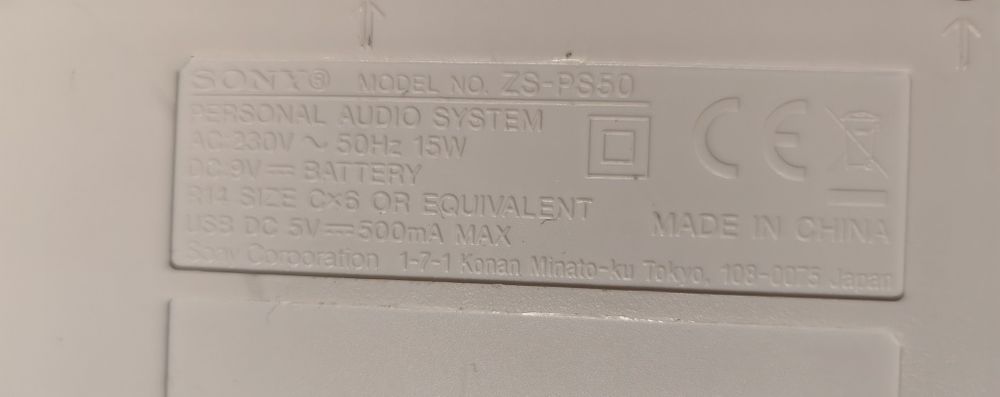 SONY® MODEL NO. ZS-PS50
PERSONAL AUDIO SYSTEM
AC:230V ~ 50Hz 15W
DC:9V ⎓ BATTERY
R14 SIZE C×6 OR EQUIVALENT
USB DC 5V⎓500mA MAX
CE
MADE IN CHINA
Sony Corporation 1-7-1 Konan Minato-ku Tokyo, 108-0075 Japan